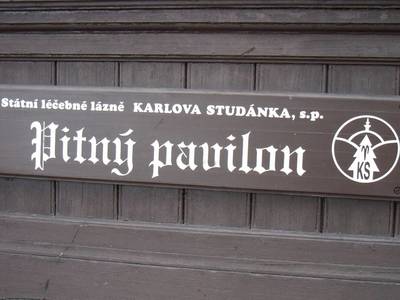 Státní léčebné lázně KARLOVA STUDÁNKA, s.p.
Pitný pavilon
KS